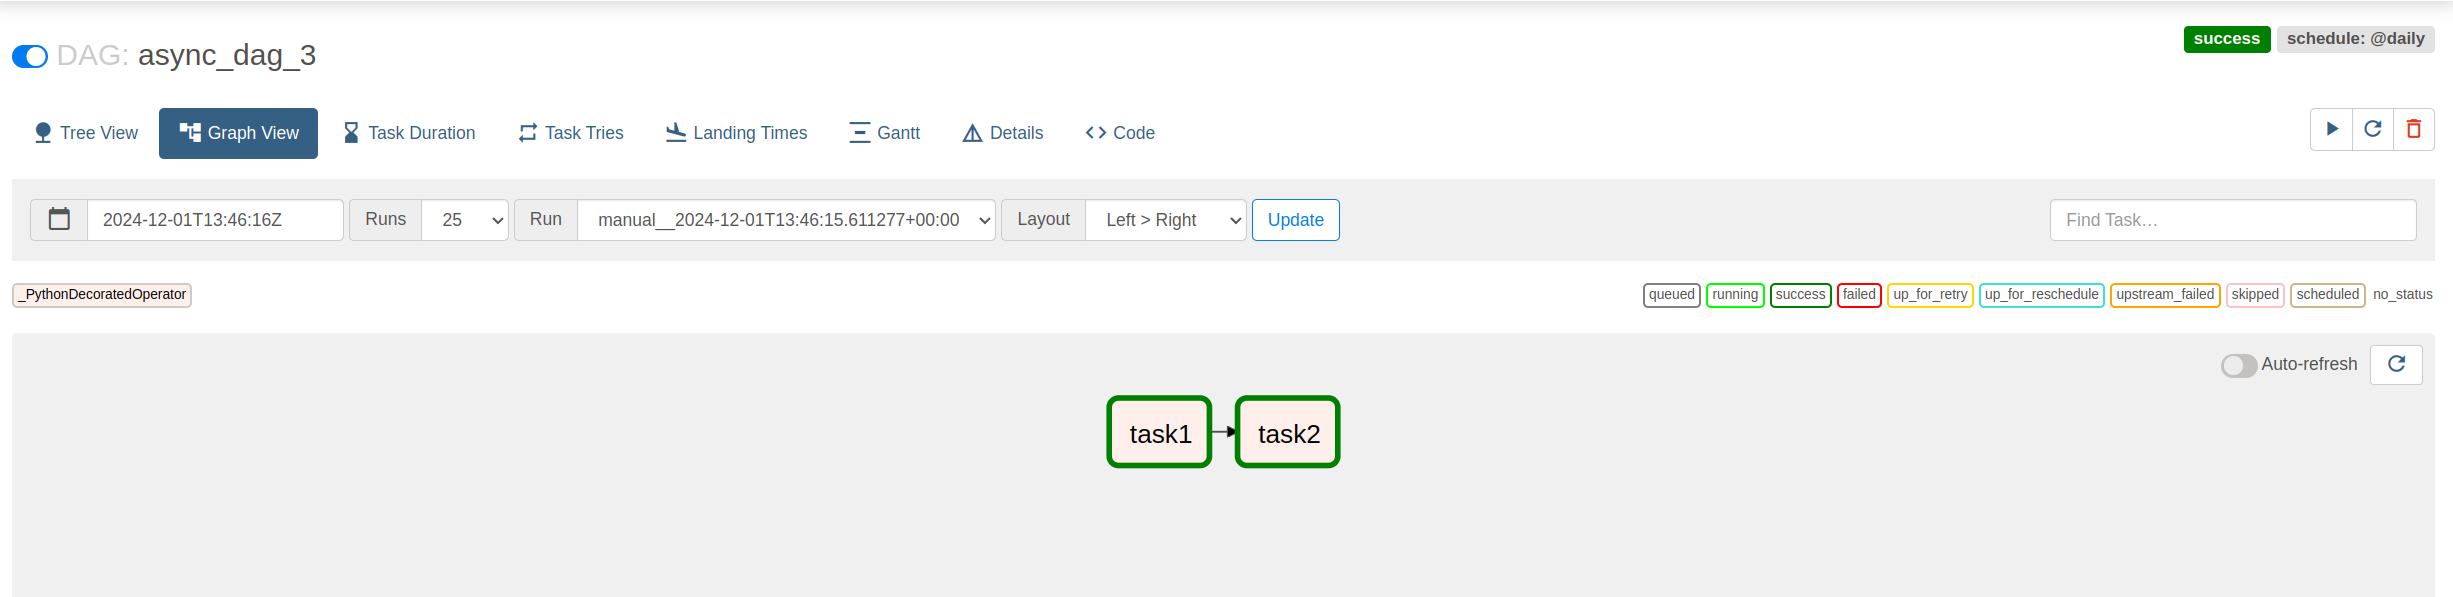 DAG: async_dag_3
success schedule: @daily
Tree View Graph View Task Duration Task Tries Landing Times Gantt Details Code
2024-12-01T13:46:16Z Runs 25 Run manual__2024-12-01T13:46:15.611277+00:00 Layout Left > Right Update Find Task…
_PythonDecoratedOperator queued running success failed up_for_retry up_for_reschedule upstream_failed skipped scheduled no_status
Auto-refresh
task1 task2